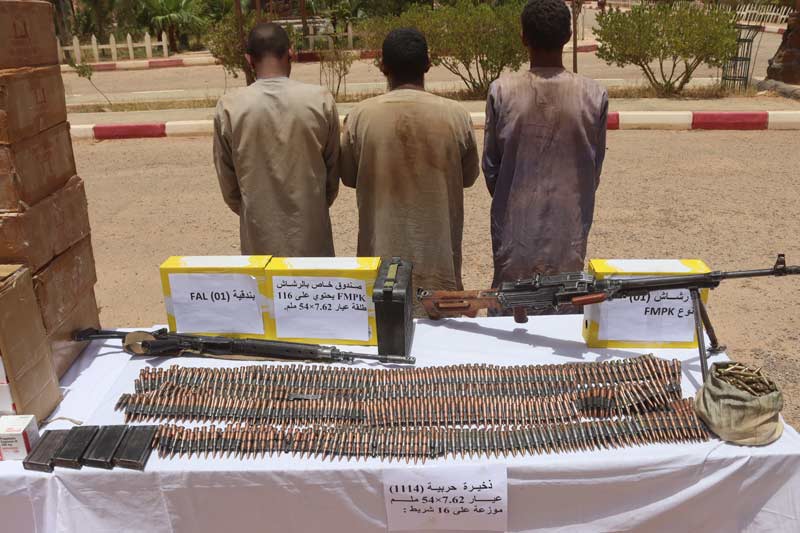 بندقية FAL (01)
صندوق خاص بالرشاش
FMPK يحتوي على 116
طلقة عيار 7.62×54 ملم.
رشاش (01)
نوع FMPK
ذخيرة حربية (1114)
عيار 7.62×54 ملم
موزعة على 16 شريط :